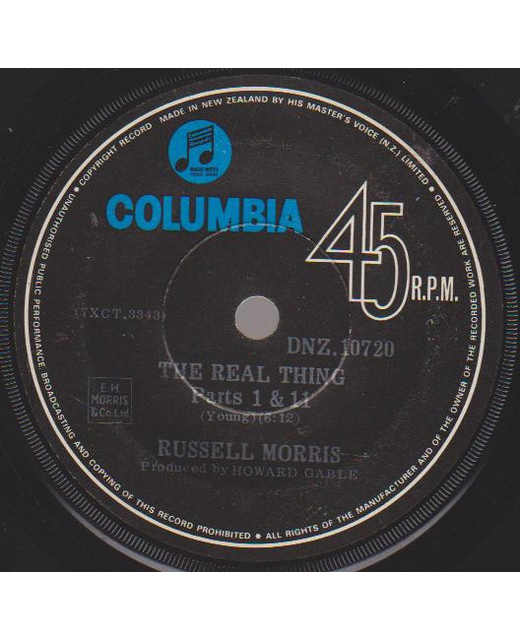 • COPYRIGHT RECORD MADE IN NEW ZEALAND BY HIS MASTER'S VOICE (N.Z.) LIMITED •
COLUMBIA
45 R.P.M.
(7XCT.3343)
DNZ.10720
THE REAL THING
Parts 1 & 11
(Young) (6:12)
E H.
MORRIS
& Co. Ltd
RUSSELL MORRIS
Produced by HOWARD GABLE
UNAUTHORISED PUBLIC PERFORMANCE, BROADCASTING AND COPYING OF THIS RECORD PROHIBITED • ALL RIGHTS OF THE MANUFACTURER AND OF THE OWNER OF THE RECORDED WORK ARE RESERVED